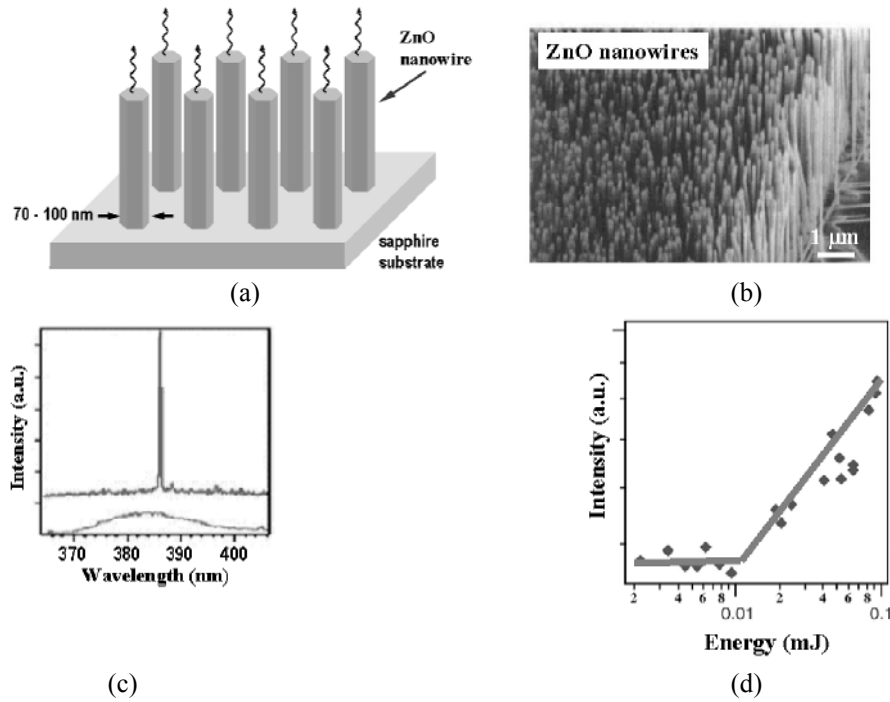 ZnO
nanowire
70 - 100 nm
sapphire
substrate
(a)
ZnO nanowires
1 μm
(b)
Intensity (a.u.)
370 380 390 400
Wavelength (nm)
(c)
Intensity (a.u.)
2 4 6 8 2 4 6 8
0.01 0.1
Energy (mJ)
(d)